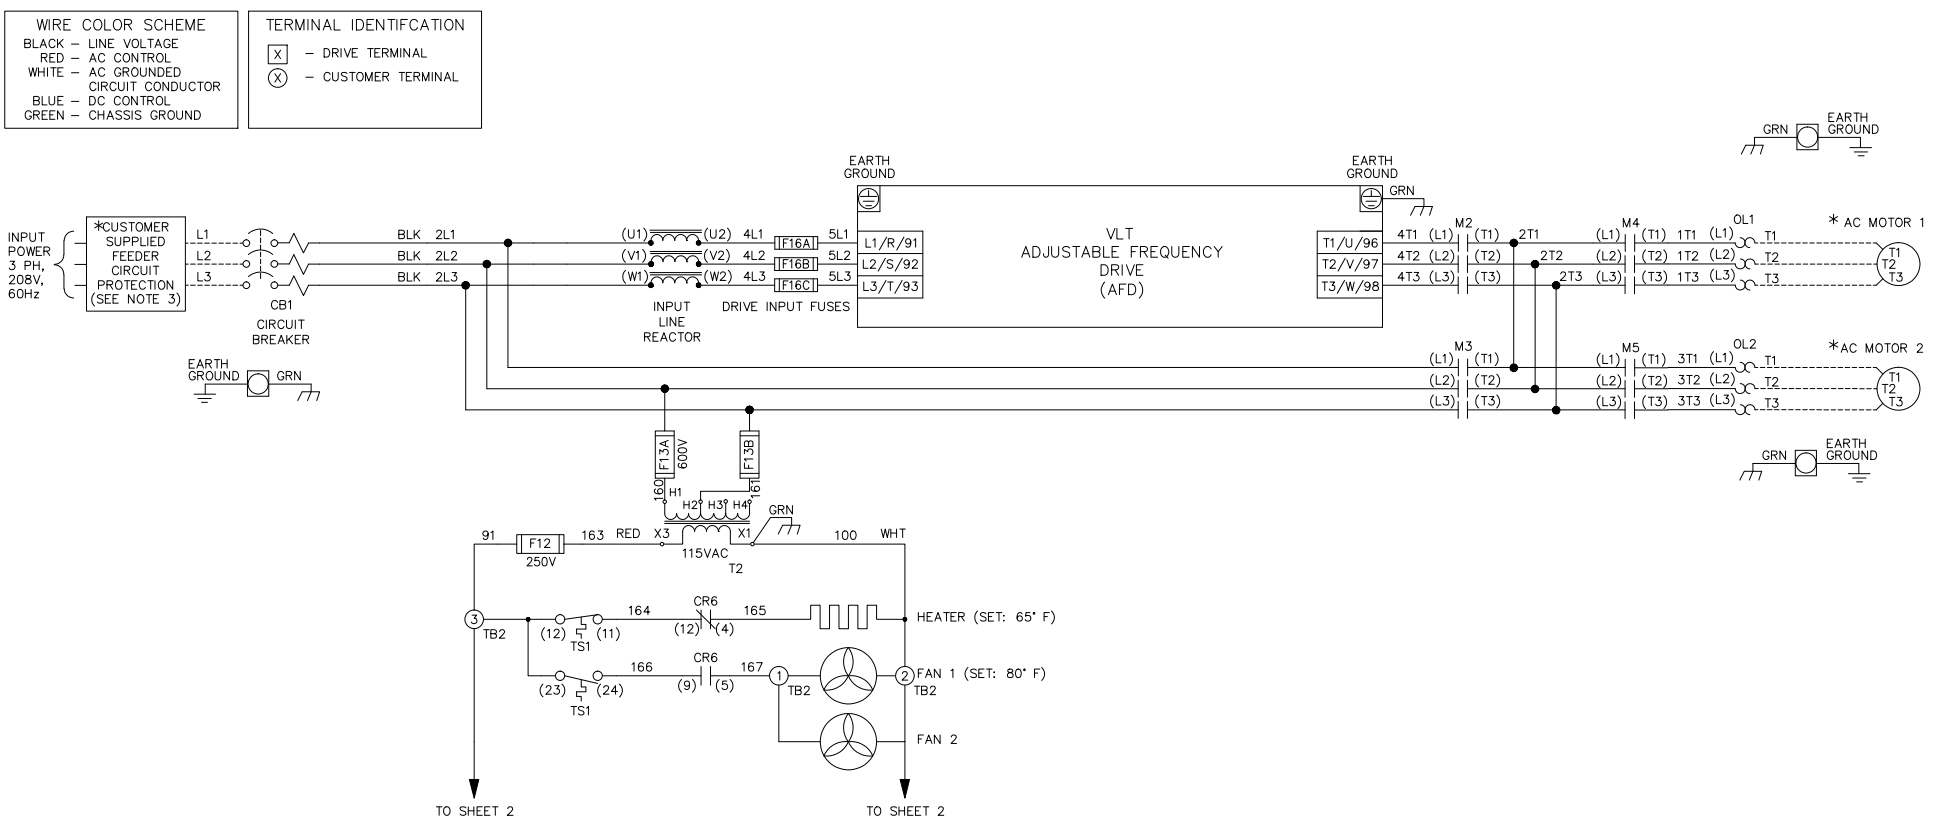 WIRE COLOR SCHEME
BLACK – LINE VOLTAGE
RED – AC CONTROL
WHITE – AC GROUNDED
CIRCUIT CONDUCTOR
BLUE – DC CONTROL
GREEN – CHASSIS GROUND
TERMINAL IDENTIFCATION
X – DRIVE TERMINAL
X – CUSTOMER TERMINAL
GRN
EARTH
GROUND
INPUT
POWER
3 PH,
208V,
60Hz
*CUSTOMER
SUPPLIED
FEEDER
CIRCUIT
PROTECTION
(SEE NOTE 3)
L1
L2
L3
CB1
CIRCUIT
BREAKER
BLK 2L1
BLK 2L2
BLK 2L3
(U1) (U2) 4L1 F16A 5L1
(V1) (V2) 4L2 F16B 5L2
(W1) (W2) 4L3 F16C 5L3
INPUT
LINE
REACTOR
DRIVE INPUT FUSES
EARTH
GROUND
L1/R/91
L2/S/92
L3/T/93
VLT
ADJUSTABLE FREQUENCY
DRIVE
(AFD)
EARTH
GROUND
GRN
T1/U/96
T2/V/97
T3/W/98
M2
4T1 (L1) (T1) 2T1
4T2 (L2) (T2) 2T2
4T3 (L3) (T3) 2T3
M4
(L1) (T1) 1T1 (L1)
(L2) (T2) 1T2 (L2)
(L3) (T3) 1T3 (L3)
OL1
T1
T2
T3
* AC MOTOR 1
T1
T2
T3
EARTH
GROUND
GRN
M3
(L1) (T1)
(L2) (T2)
(L3) (T3)
M5
(L1) (T1) 3T1 (L1)
(L2) (T2) 3T2 (L2)
(L3) (T3) 3T3 (L3)
OL2
T1
T2
T3
*AC MOTOR 2
T1
T2
T3
GRN
EARTH
GROUND
F13A
600V
F13B
160
161
H1
H2 H3 H4
GRN
91 F12 163 RED X3 X1 100 WHT
250V
115VAC
T2
3
TB2
(12) (11)
TS1
164
CR6
(12) (4)
165
HEATER (SET: 65° F)
(23) (24)
TS1
166
CR6
(9) (5)
167
1
TB2
2
TB2
FAN 1 (SET: 80° F)
FAN 2
TO SHEET 2
TO SHEET 2